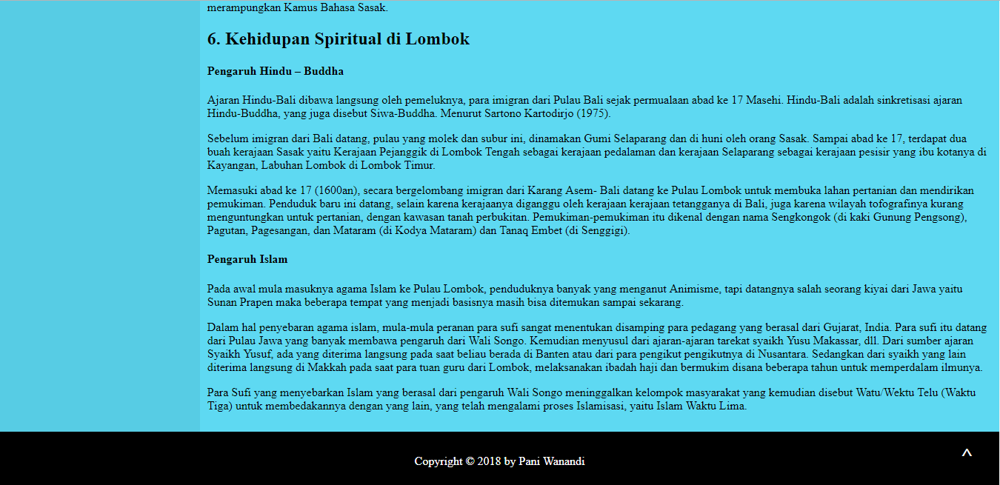 merampungkan Kamus Bahasa Sasak.
6. Kehidupan Spiritual di Lombok
Pengaruh Hindu – Buddha
Ajaran Hindu-Bali dibawa langsung oleh pemeluknya, para imigran dari Pulau Bali sejak permualaan abad ke 17 Masehi. Hindu-Bali adalah sinkretisasi ajaran
Hindu-Buddha, yang juga disebut Siwa-Buddha. Menurut Sartono Kartodirjo (1975).
Sebelum imigran dari Bali datang, pulau yang molek dan subur ini, dinamakan Gumi Selaparang dan di huni oleh orang Sasak. Sampai abad ke 17, terdapat dua
buah kerajaan Sasak yaitu Kerajaan Pejanggik di Lombok Tengah sebagai kerajaan pedalaman dan kerajaan Selaparang sebagai kerajaan pesisir yang ibu kotanya di
Kayangan, Labuhan Lombok di Lombok Timur.
Memasuki abad ke 17 (1600an), secara bergelombang imigran dari Karang Asem- Bali datang ke Pulau Lombok untuk membuka lahan pertanian dan mendirikan
pemukiman. Penduduk baru ini datang, selain karena kerajaanya diganggu oleh kerajaan kerajaan tetangganya di Bali, juga karena wilayah tofografinya kurang
menguntungkan untuk pertanian, dengan kawasan tanah perbukitan. Pemukiman-pemukiman itu dikenal dengan nama Sengkongok (di kaki Gunung Pengsong),
Pagutan, Pagesangan, dan Mataram (di Kodya Mataram) dan Tanaq Embet (di Senggigi).
Pengaruh Islam
Pada awal mula masuknya agama Islam ke Pulau Lombok, penduduknya banyak yang menganut Animisme, tapi datangnya salah seorang kiyai dari Jawa yaitu
Sunan Prapen maka beberapa tempat yang menjadi basisnya masih bisa ditemukan sampai sekarang.
Dalam hal penyebaran agama islam, mula-mula peranan para sufi sangat menentukan disamping para pedagang yang berasal dari Gujarat, India. Para sufi itu datang
dari Pulau Jawa yang banyak membawa pengaruh dari Wali Songo. Kemudian menyusul dari ajaran-ajaran tarekat syaikh Yusu Makassar, dll. Dari sumber ajaran
Syaikh Yusuf, ada yang diterima langsung pada saat beliau berada di Banten atau dari para pengikut pengikutnya di Nusantara. Sedangkan dari syaikh yang lain
diterima langsung di Makkah pada saat para tuan guru dari Lombok, melaksanakan ibadah haji dan bermukim disana beberapa tahun untuk memperdalam ilmunya.
Para Sufi yang menyebarkan Islam yang berasal dari pengaruh Wali Songo meninggalkan kelompok masyarakat yang kemudian disebut Watu/Wektu Telu (Waktu
Tiga) untuk membedakannya dengan yang lain, yang telah mengalami proses Islamisasi, yaitu Islam Waktu Lima.
Copyright © 2018 by Pani Wanandi